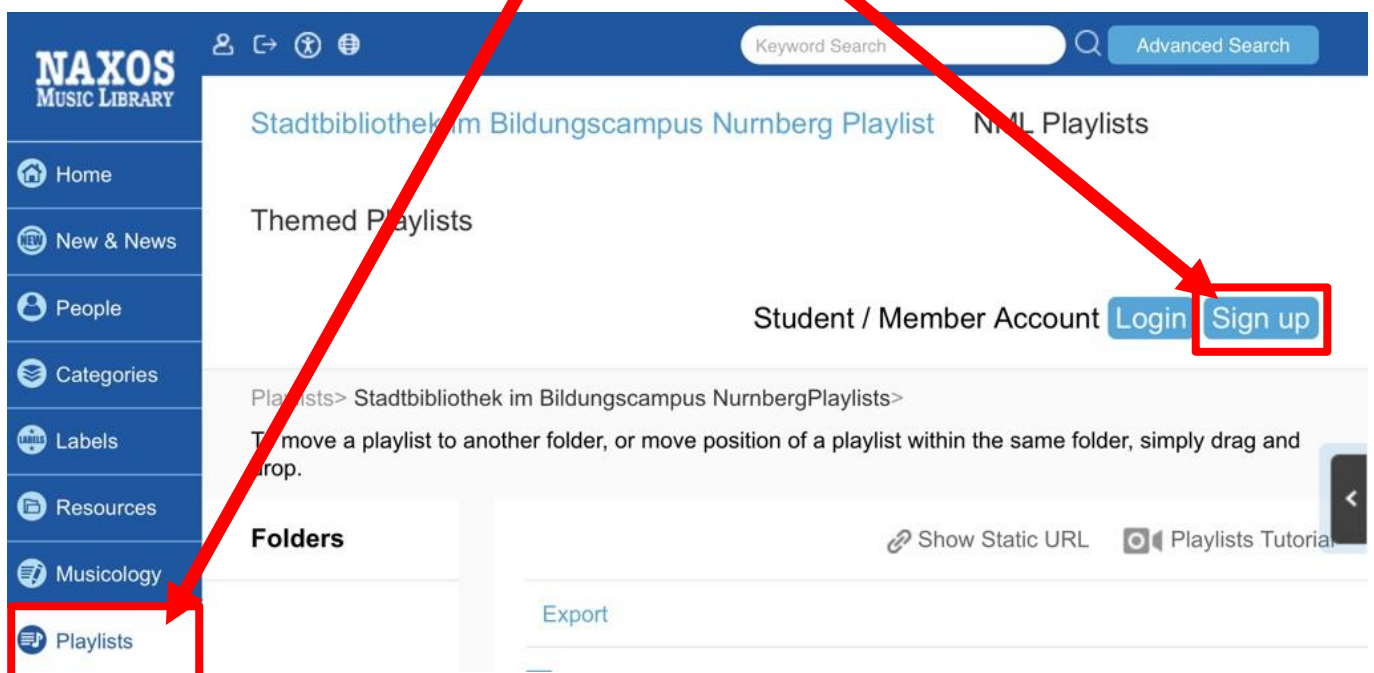 NAXOS
MUSIC LIBRARY
Keyword Search
Advanced Search
Home
NEW
New & News
People
Categories
LABELS
Labels
Resources
Musicology
Playlists
Stadtbibliothek im Bildungscampus Nurnberg Playlist
NML Playlists
Themed Playlists
Student / Member Account Login Sign up
Playlists> Stadtbibliothek im Bildungscampus NurnbergPlaylists>
To move a playlist to another folder, or move position of a playlist within the same folder, simply drag and
drop.
Folders
Show Static URL
Playlists Tutorial
Export